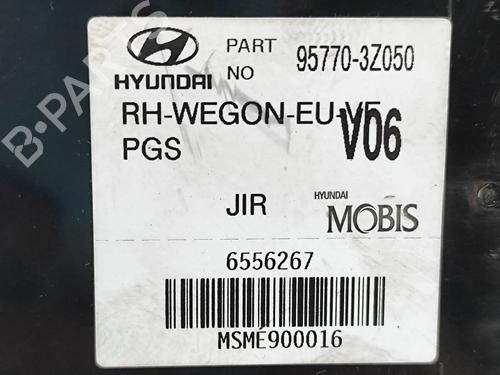 HYUNDAI
PART NO 95770-3Z050
RH-WEGON-EU-V5 V06
PGS
JIR
HYUNDAI MOBIS
6556267
MSME900016
B-PARTS